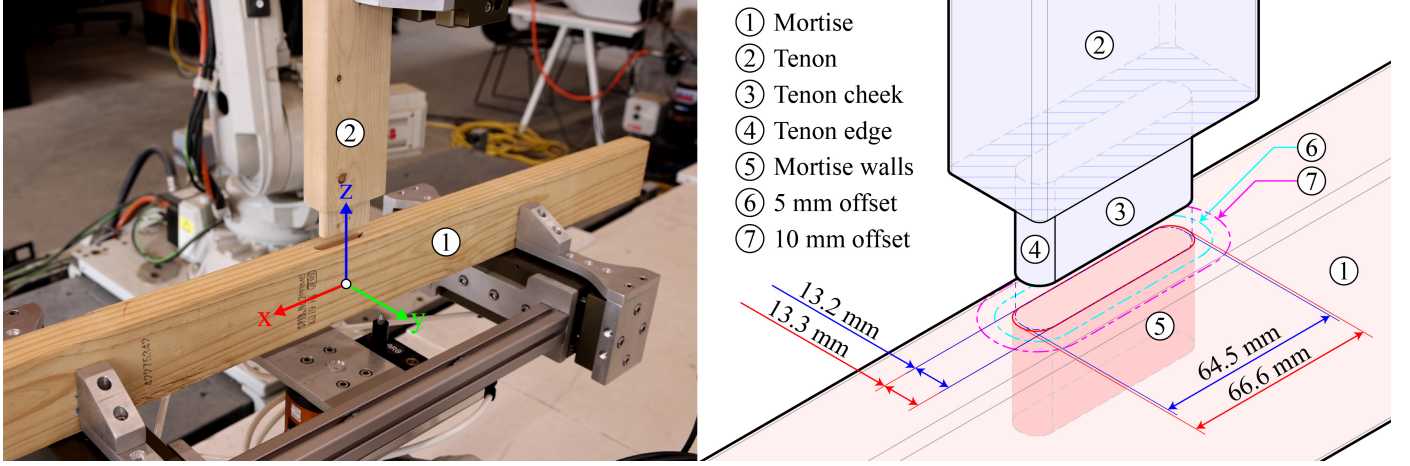 ② 
z
①
x
y
42275342
① Mortise
② Tenon
③ Tenon cheek
④ Tenon edge
⑤ Mortise walls
⑥ 5 mm offset
⑦ 10 mm offset
②
⑥
⑦
③
④
①
⑤
13.2 mm
13.3 mm
64.5 mm
66.6 mm